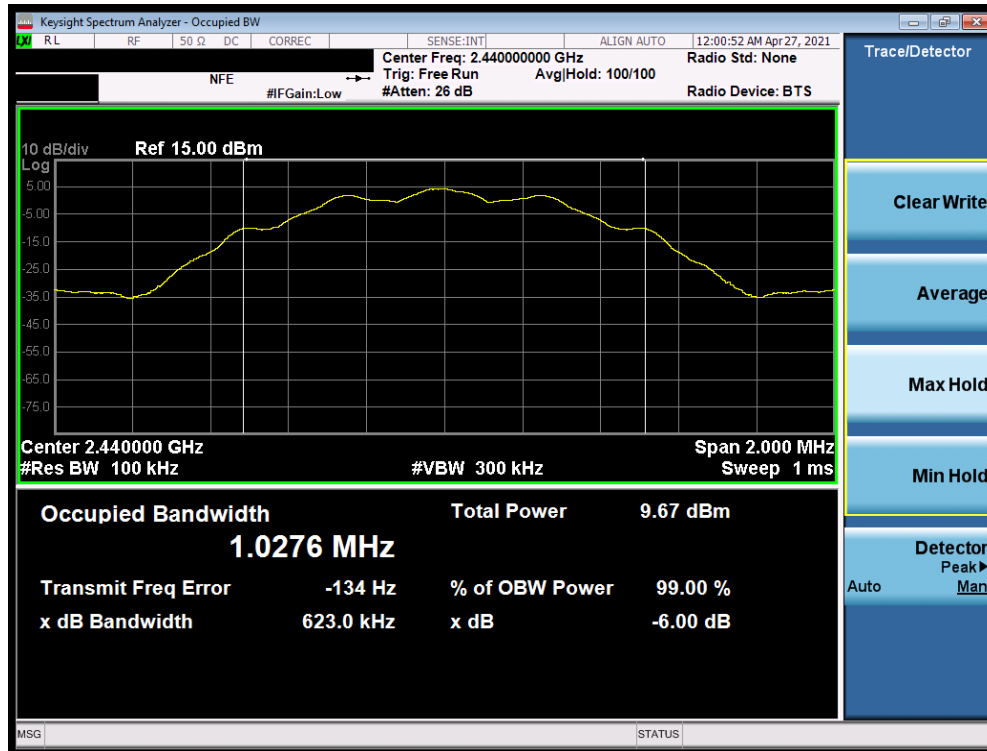 Keysight Spectrum Analyzer - Occupied BW
LXI RL RF 50 Ω DC CORREC SENSE:INT ALIGN AUTO 12:00:52 AM Apr 27, 2021
Center Freq: 2.440000000 GHz Radio Std: None
NFE Trig: Free Run Avg|Hold: 100/100
#IFGain:Low #Atten: 26 dB Radio Device: BTS
10 dB/div Ref 15.00 dBm
Log
5.00
-5.00
-15.0
-25.0
-35.0
-45.0
-55.0
-65.0
-75.0
Center 2.440000 GHz Span 2.000 MHz
#Res BW 100 kHz #VBW 300 kHz Sweep 1 ms
Occupied Bandwidth Total Power 9.67 dBm
1.0276 MHz
Transmit Freq Error -134 Hz % of OBW Power 99.00 %
x dB Bandwidth 623.0 kHz x dB -6.00 dB
MSG STATUS
Trace/Detector
Clear Write
Average
Max Hold
Min Hold
Detector
Peak
Auto Man